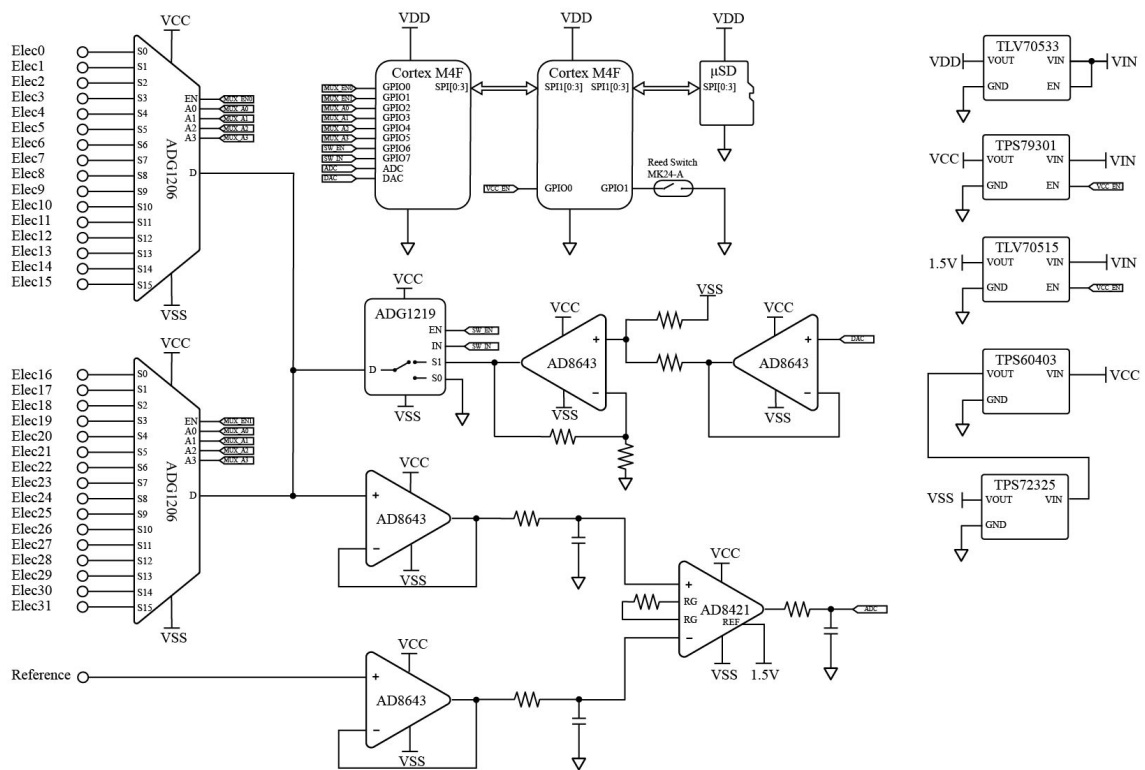 VCC
Elec0 S0
Elec1 S1
Elec2 S2
Elec3 S3
Elec4 S4
Elec5 S5
Elec6 S6
Elec7 S7
Elec8 S8
Elec9 S9
Elec10 S10
Elec11 S11
Elec12 S12
Elec13 S13
Elec14 S14
Elec15 S15
EN MUX_EN0
A0 MUX_A0
A1 MUX_A1
A2 MUX_A2
A3 MUX_A3
D
ADG1206
VSS
VCC
Elec16 S0
Elec17 S1
Elec18 S2
Elec19 S3
Elec20 S4
Elec21 S5
Elec22 S6
Elec23 S7
Elec24 S8
Elec25 S9
Elec26 S10
Elec27 S11
Elec28 S12
Elec29 S13
Elec30 S14
Elec31 S15
EN MUX_EN1
A0 MUX_A0
A1 MUX_A1
A2 MUX_A2
A3 MUX_A3
D
ADG1206
VSS
Reference
VDD
Cortex M4F
MUX_EN0 GPIO0 SPI[0:3]
MUX_EN1 GPIO1
MUX_A0 GPIO2
MUX_A1 GPIO3
MUX_A2 GPIO4
MUX_A3 GPIO5
SW_EN GPIO6
SW_IN GPIO7
ADC ADC
DAC DAC
VDD
Cortex M4F
SPI1[0:3] SPI1[0:3]
VCC_EN GPIO0 GPIO1
Reed Switch
MK24-A
VDD
µSD
SPI[0:3]
VCC
ADG1219
EN SW_EN
IN SW_IN
D S1
S0
VSS
VCC
+
AD8643
−
VSS
VSS
VCC
+ DAC
AD8643
−
VSS
VCC
+
AD8643
−
VSS
VCC
+
AD8643
−
VSS
VCC
+
RG
RG
AD8421
REF
−
VSS
1.5V
ADC
TLV70533
VDD VOUT VIN VIN
GND EN
TPS79301
VCC VOUT VIN VIN
GND EN VCC_EN
TLV70515
1.5V VOUT VIN VIN
GND EN VCC_EN
TPS60403
VOUT VIN VCC
GND
TPS72325
VSS VOUT VIN
GND